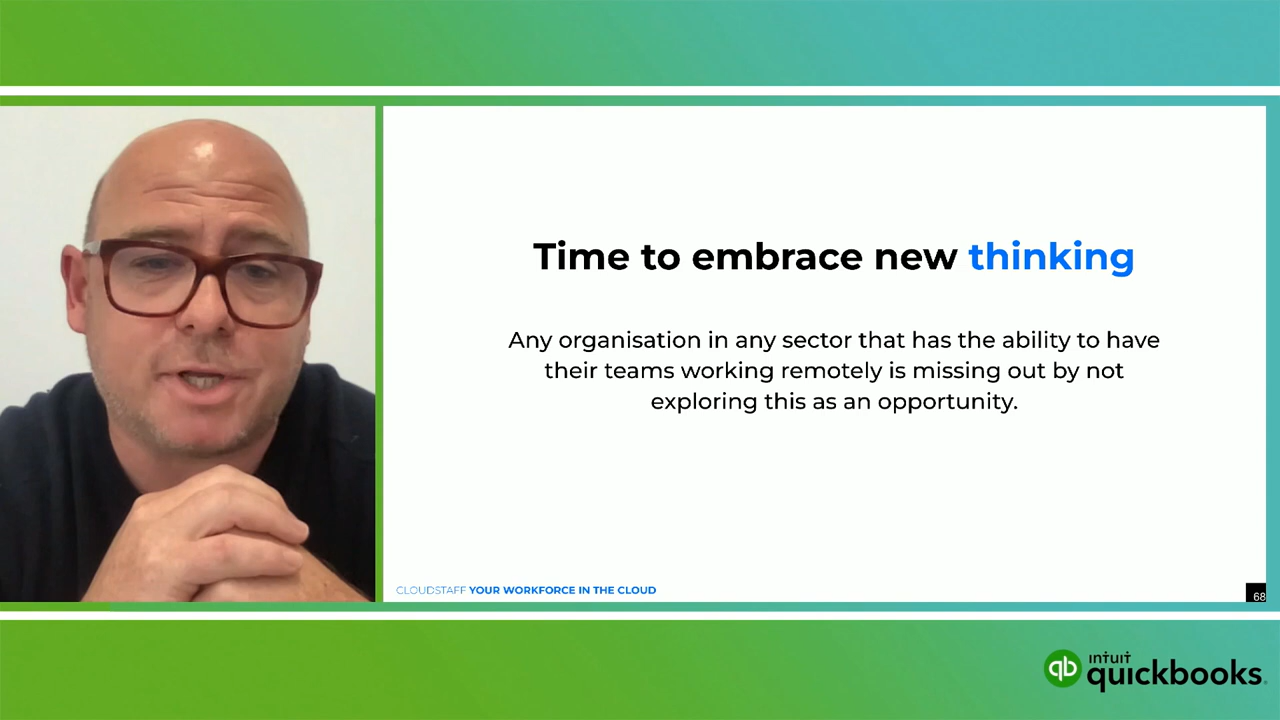 Time to embrace new thinking
Any organisation in any sector that has the ability to have
their teams working remotely is missing out by not
exploring this as an opportunity.
CLOUDSTAFF YOUR WORKFORCE IN THE CLOUD
68
qb
intuit
quickbooks